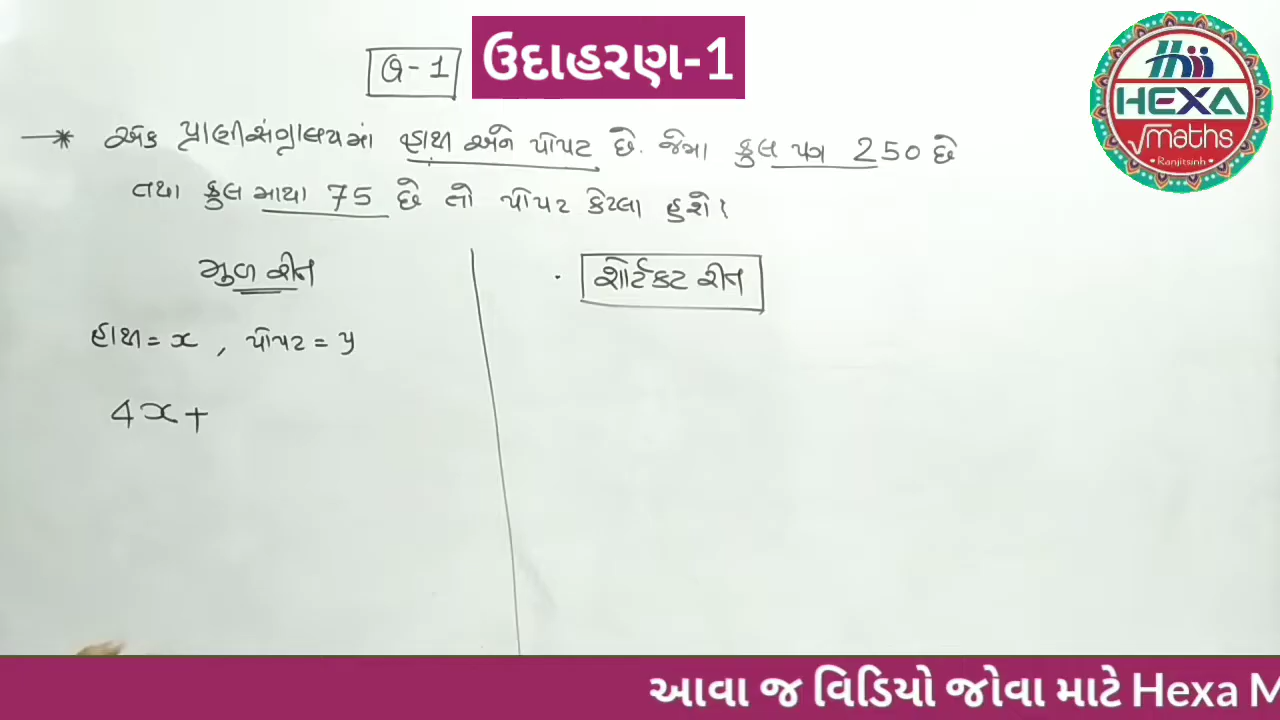 Q-1 ઉદાહરણ-1
HEXA
maths
Ranjitsinh
એક પ્રાણીસંગ્રાલયમાં હાથી અને પોપટ છે. જેમા કુલ પગ 250 છે
તથા કુલ માથા 75 છે તો પોપટ કેટલા હશે?
મુળ રીત
શોર્ટકટ રીત
હાથી = x , પોપટ = y
4x+
આવા જ વિડિયો જોવા માટે Hexa M